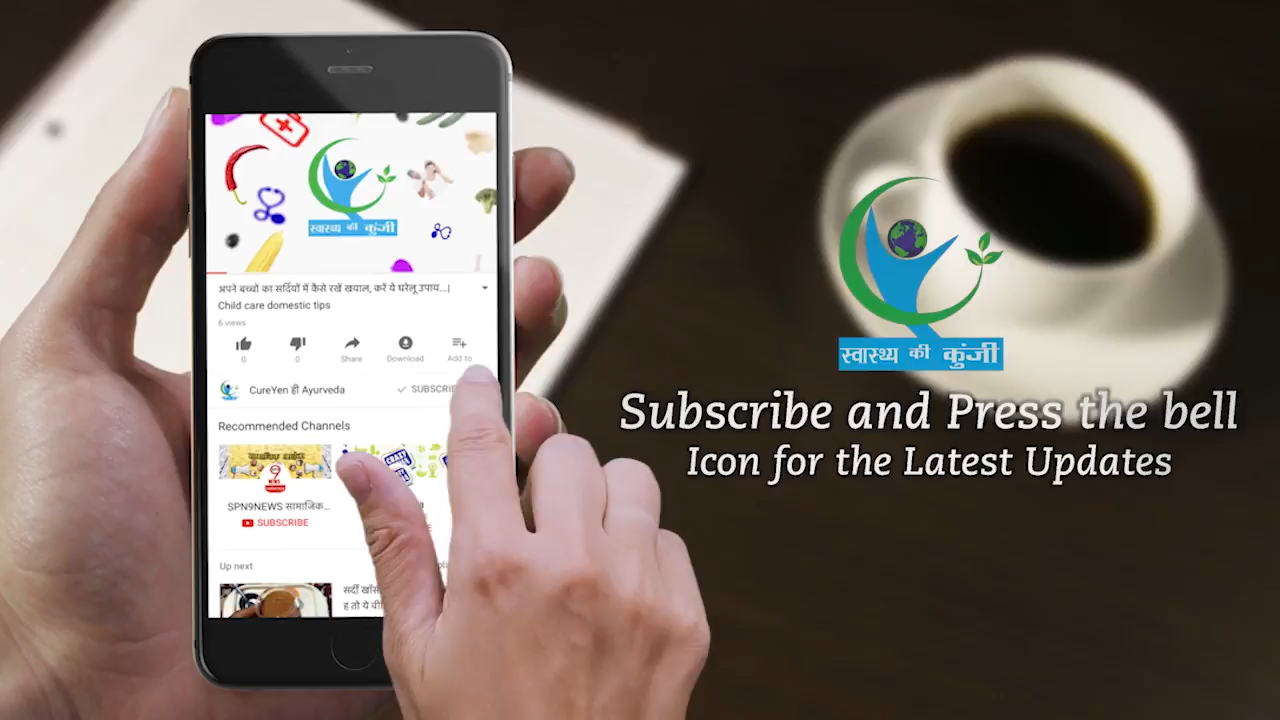 स्वास्थ्य की कुंजी
अपने बच्चों का सर्दियों में कैसे रखें खयाल, करें ये घरेलू उपाय...|
Child care domestic tips
6 views
0
0
Share
Download
Add to
CureYen ही Ayurveda
SUBSCRIBE
Recommended Channels
SPN9NEWS सामाजिक...
SUBSCRIBE
Up next
सर्दी खाँस
ह तो ये वी
स्वास्थ्य की कुंजी
Subscribe and Press the bell
Icon for the Latest Updates